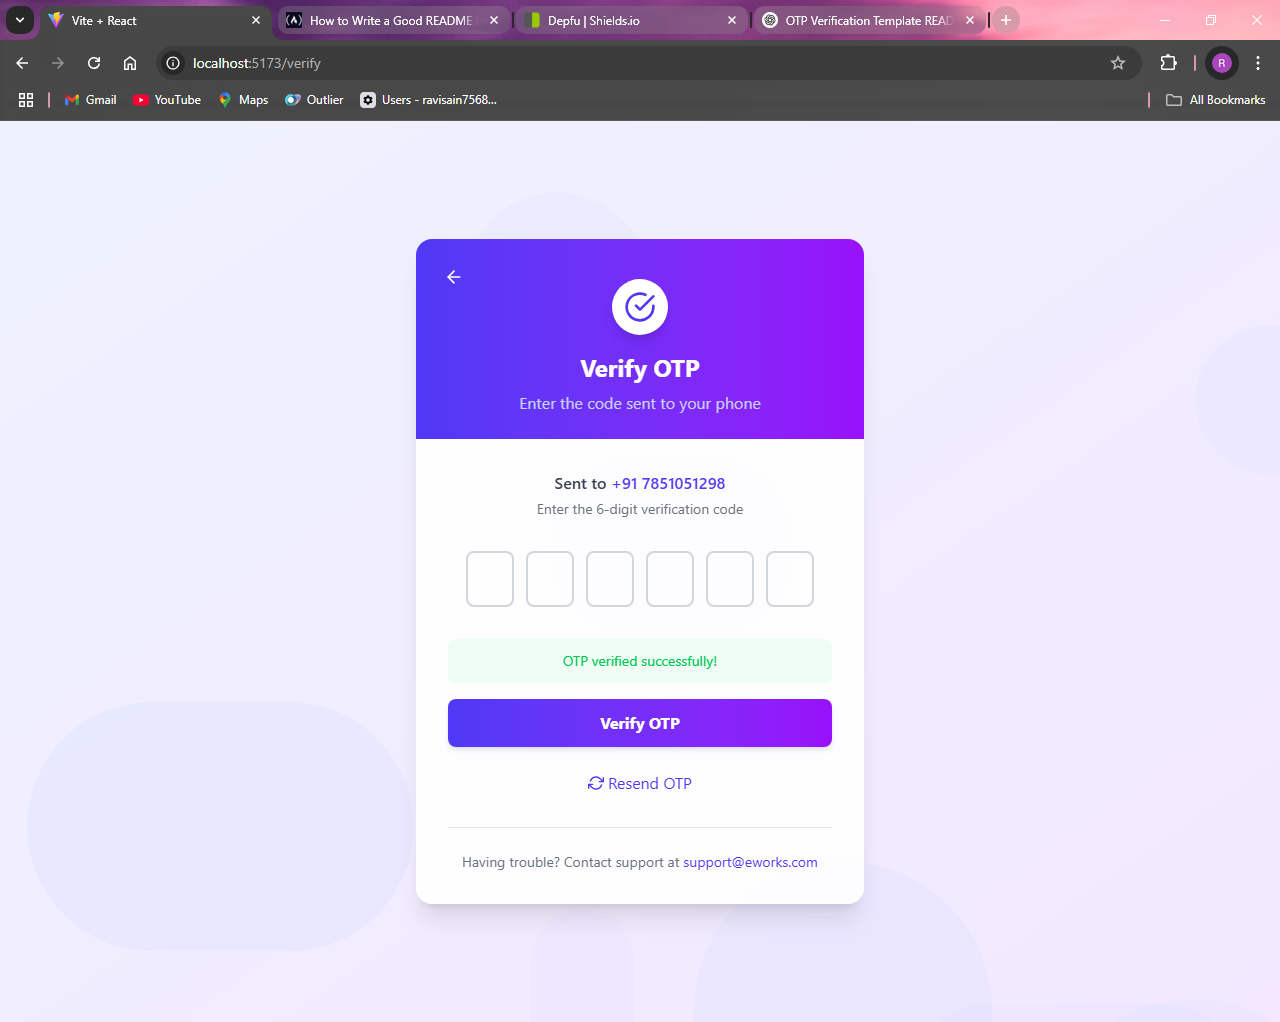 Vite + React
How to Write a Good README
Depfu | Shields.io
OTP Verification Template READ
localhost:5173/verify
R
Gmail
YouTube
Maps
Outlier
Users - ravisain7568...
All Bookmarks
Verify OTP
Enter the code sent to your phone
Sent to +91 7851051298
Enter the 6-digit verification code
OTP verified successfully!
Verify OTP
Resend OTP
Having trouble? Contact support at support@eworks.com